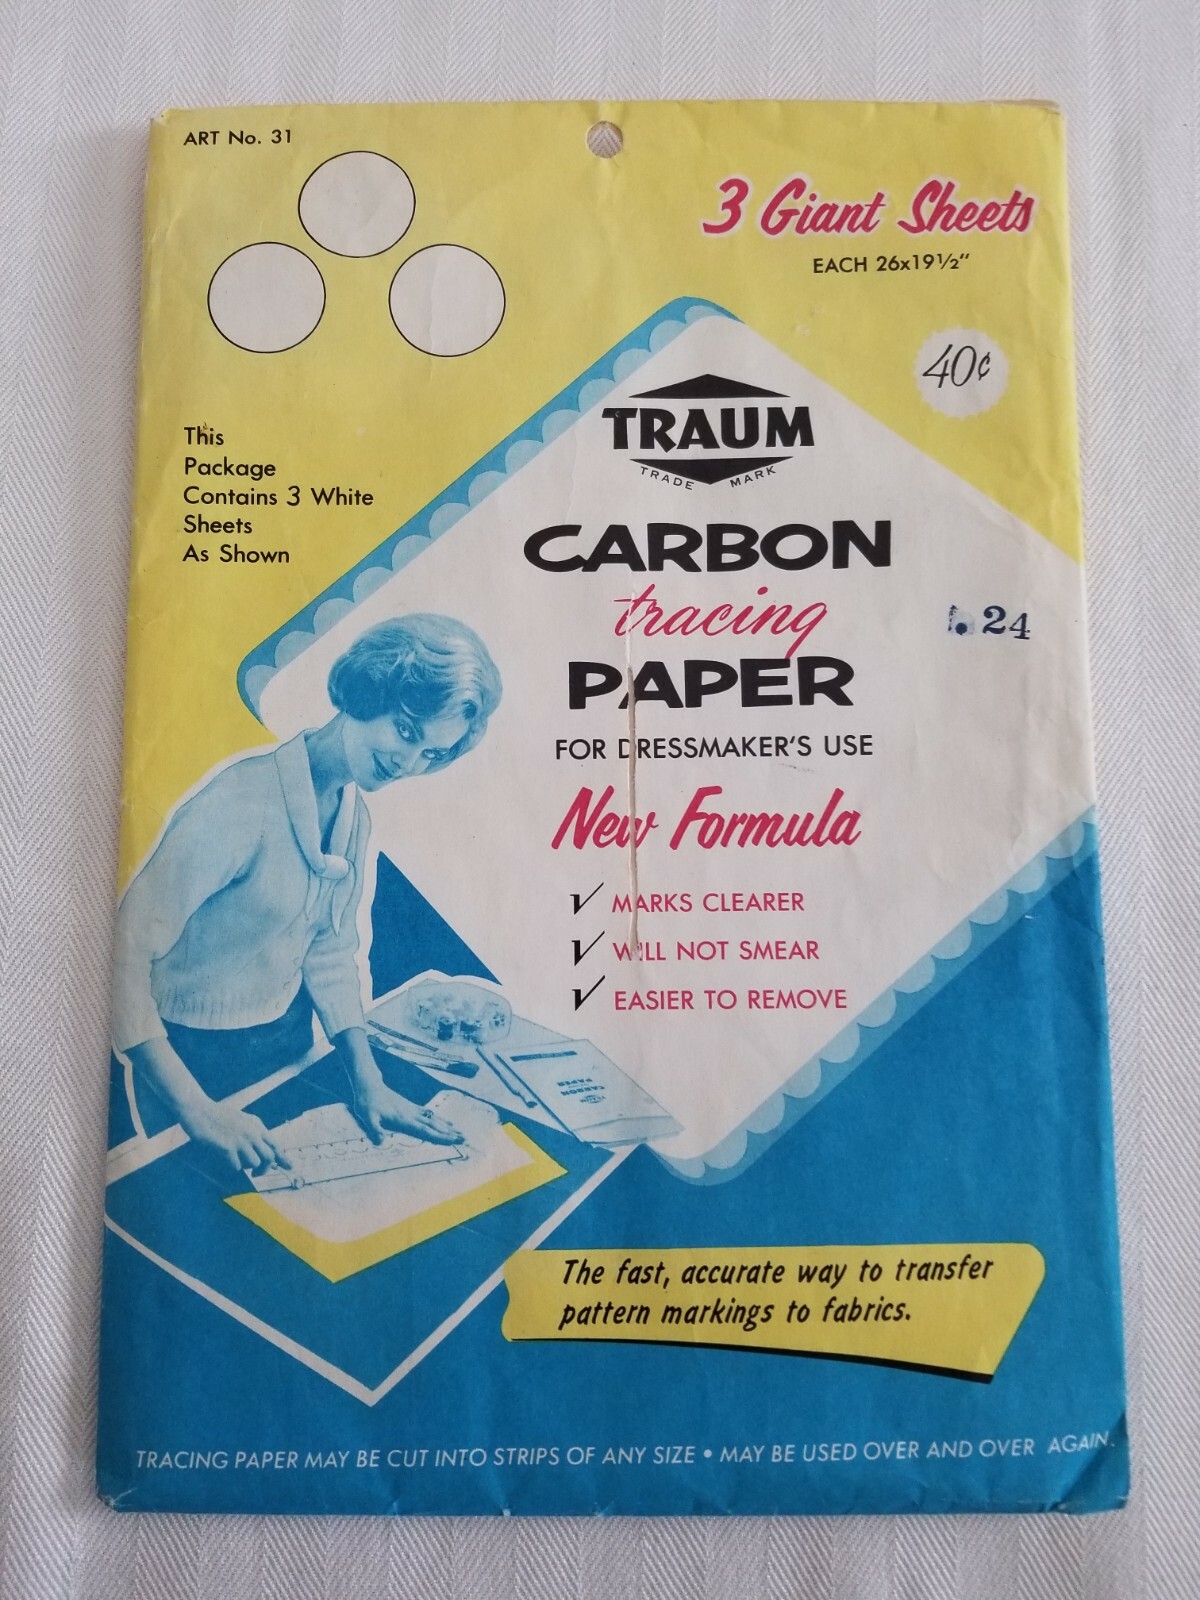 ART No. 31
3 Giant Sheets
EACH 26x19½"
40¢
This
Package
Contains 3 White
Sheets
As Shown
TRAUM
TRADE MARK
CARBON
tracing
PAPER
24
FOR DRESSMAKER'S USE
New Formula
✓ MARKS CLEARER
✓ WILL NOT SMEAR
✓ EASIER TO REMOVE
CARBON
PAPER
The fast, accurate way to transfer
pattern markings to fabrics.
TRACING PAPER MAY BE CUT INTO STRIPS OF ANY SIZE • MAY BE USED OVER AND OVER AGAIN.